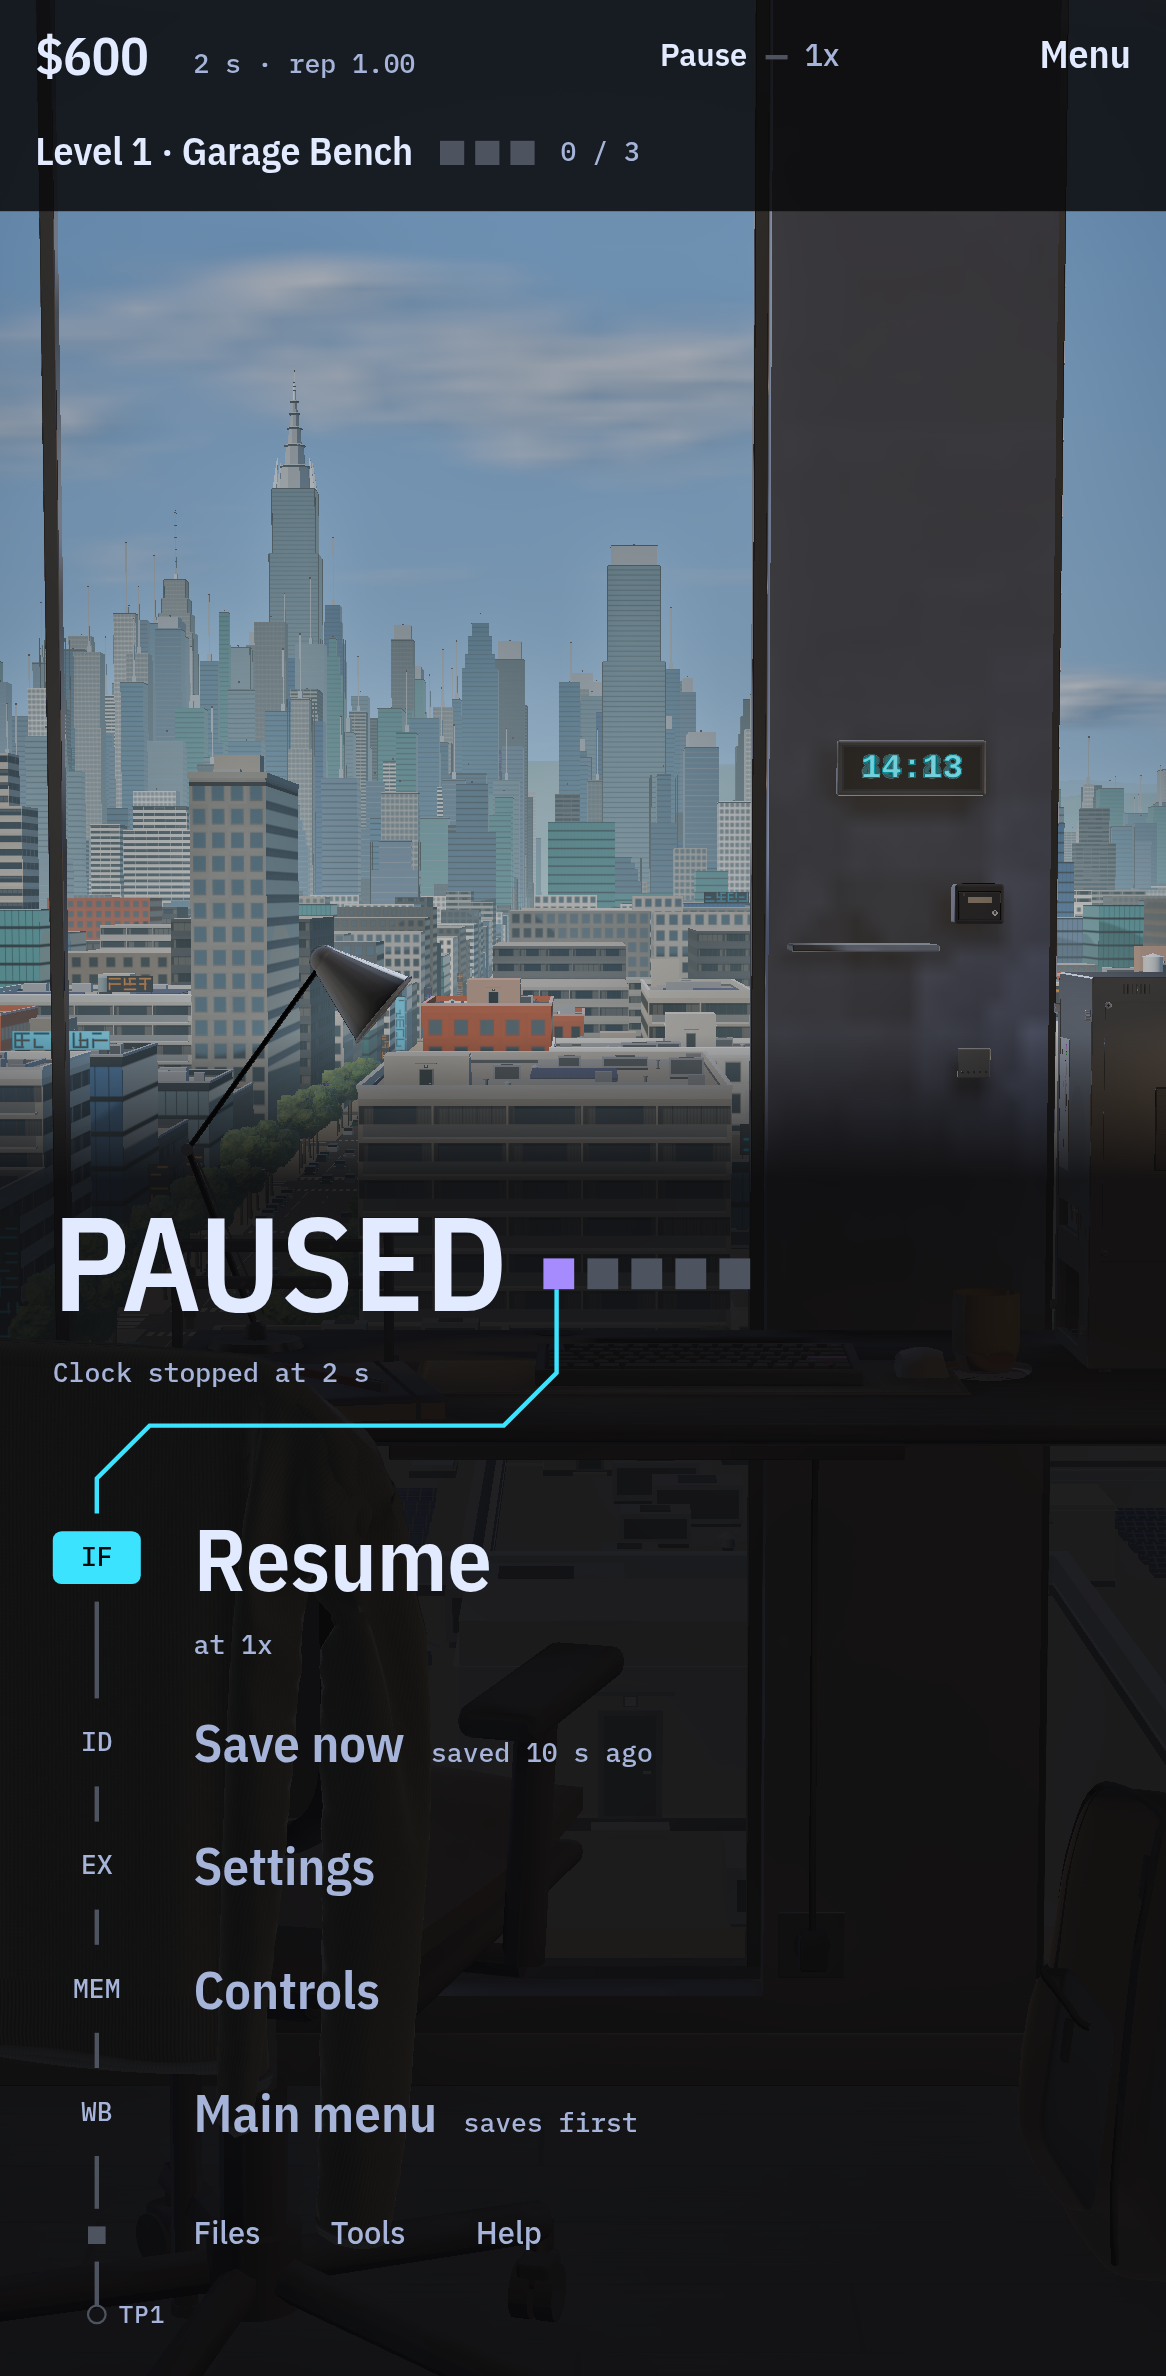 $600 2 s · rep 1.00 Pause — 1x Menu
Level 1 · Garage Bench 0 / 3
14:13
PAUSED
Clock stopped at 2 s
IF Resume
at 1x
ID Save now saved 10 s ago
EX Settings
MEM Controls
WB Main menu saves first
Files Tools Help
TP1